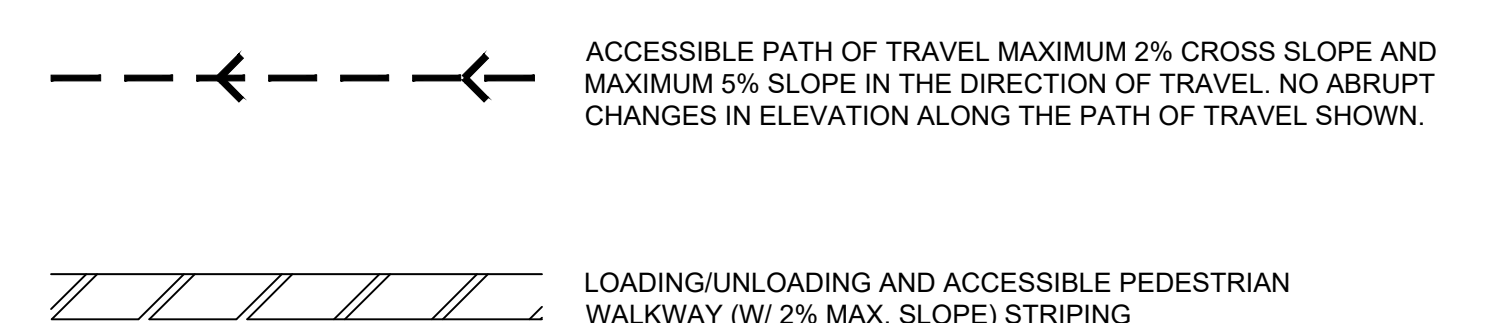 ACCESSIBLE PATH OF TRAVEL MAXIMUM 2% CROSS SLOPE AND
MAXIMUM 5% SLOPE IN THE DIRECTION OF TRAVEL. NO ABRUPT
CHANGES IN ELEVATION ALONG THE PATH OF TRAVEL SHOWN.
LOADING/UNLOADING AND ACCESSIBLE PEDESTRIAN
WALKWAY (W/ 2% MAX. SLOPE) STRIPING